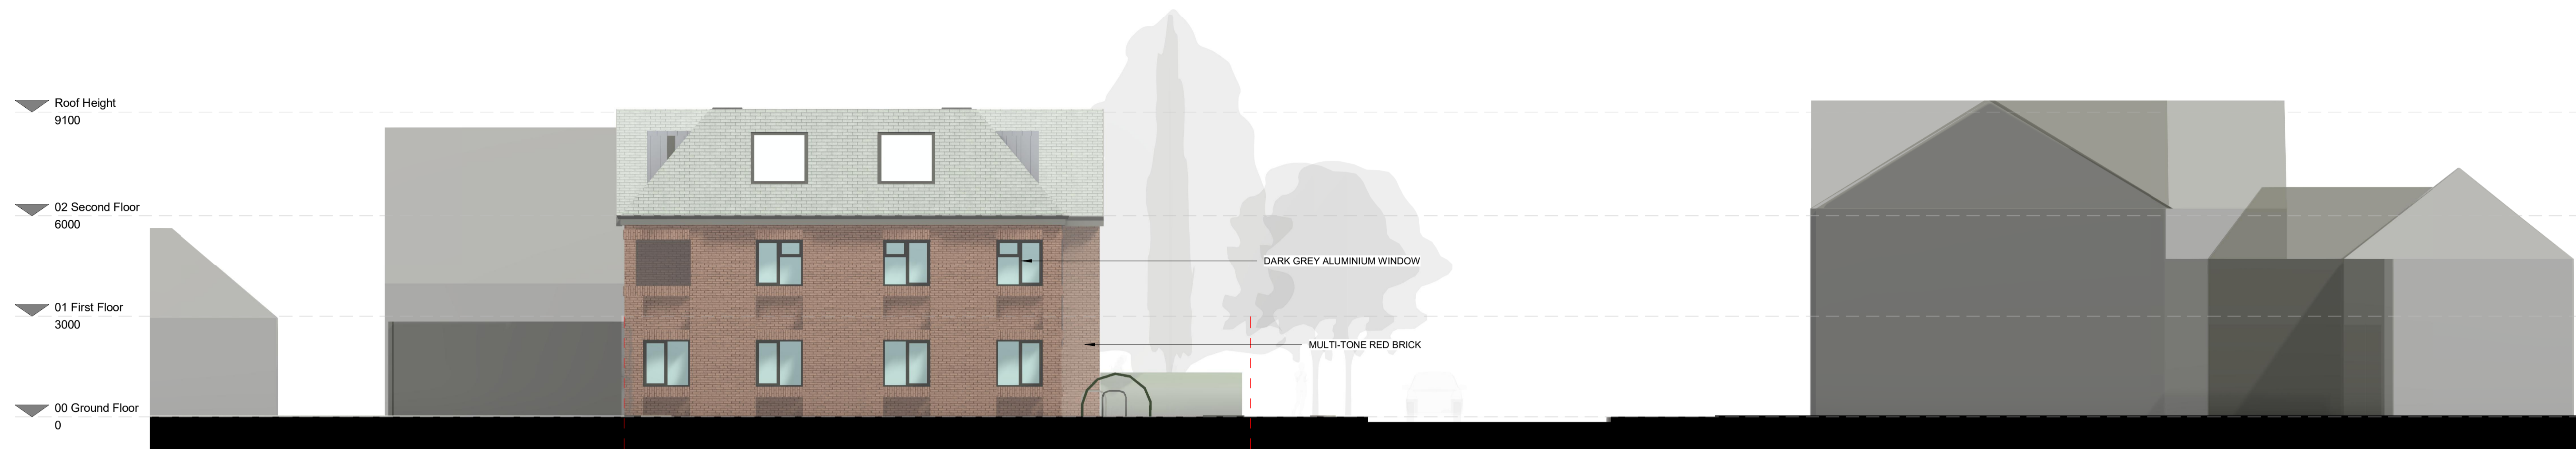 Roof Height
9100
02 Second Floor
6000
DARK GREY ALUMINIUM WINDOW
01 First Floor
3000
MULTI-TONE RED BRICK
00 Ground Floor
0